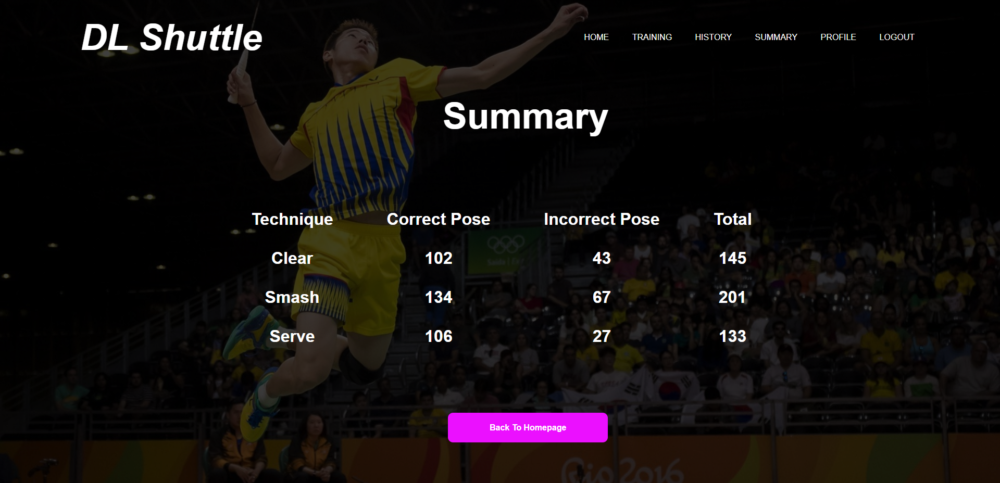 DL Shuttle
HOME TRAINING HISTORY SUMMARY PROFILE LOGOUT
Summary
Technique Correct Pose Incorrect Pose Total
Clear 102 43 145
Smash 134 67 201
Serve 106 27 133
Back To Homepage
Rio2016